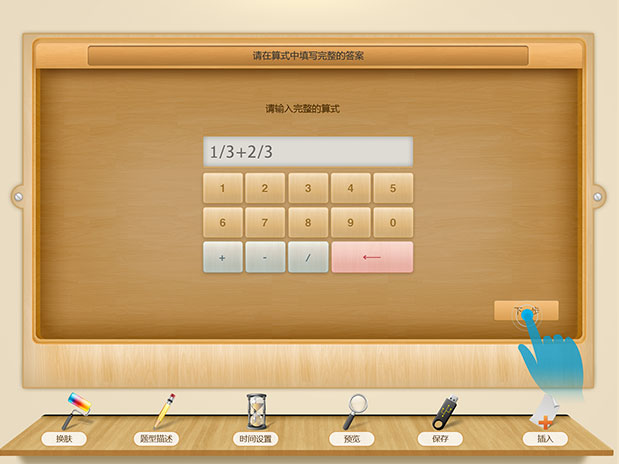 请在算式中填写完整的答案
请输入完整的算式
1/3+2/3
1 2 3 4 5
6 7 8 9 0
+ - / ←
换肤 题型描述 时间设置 预览 保存 插入